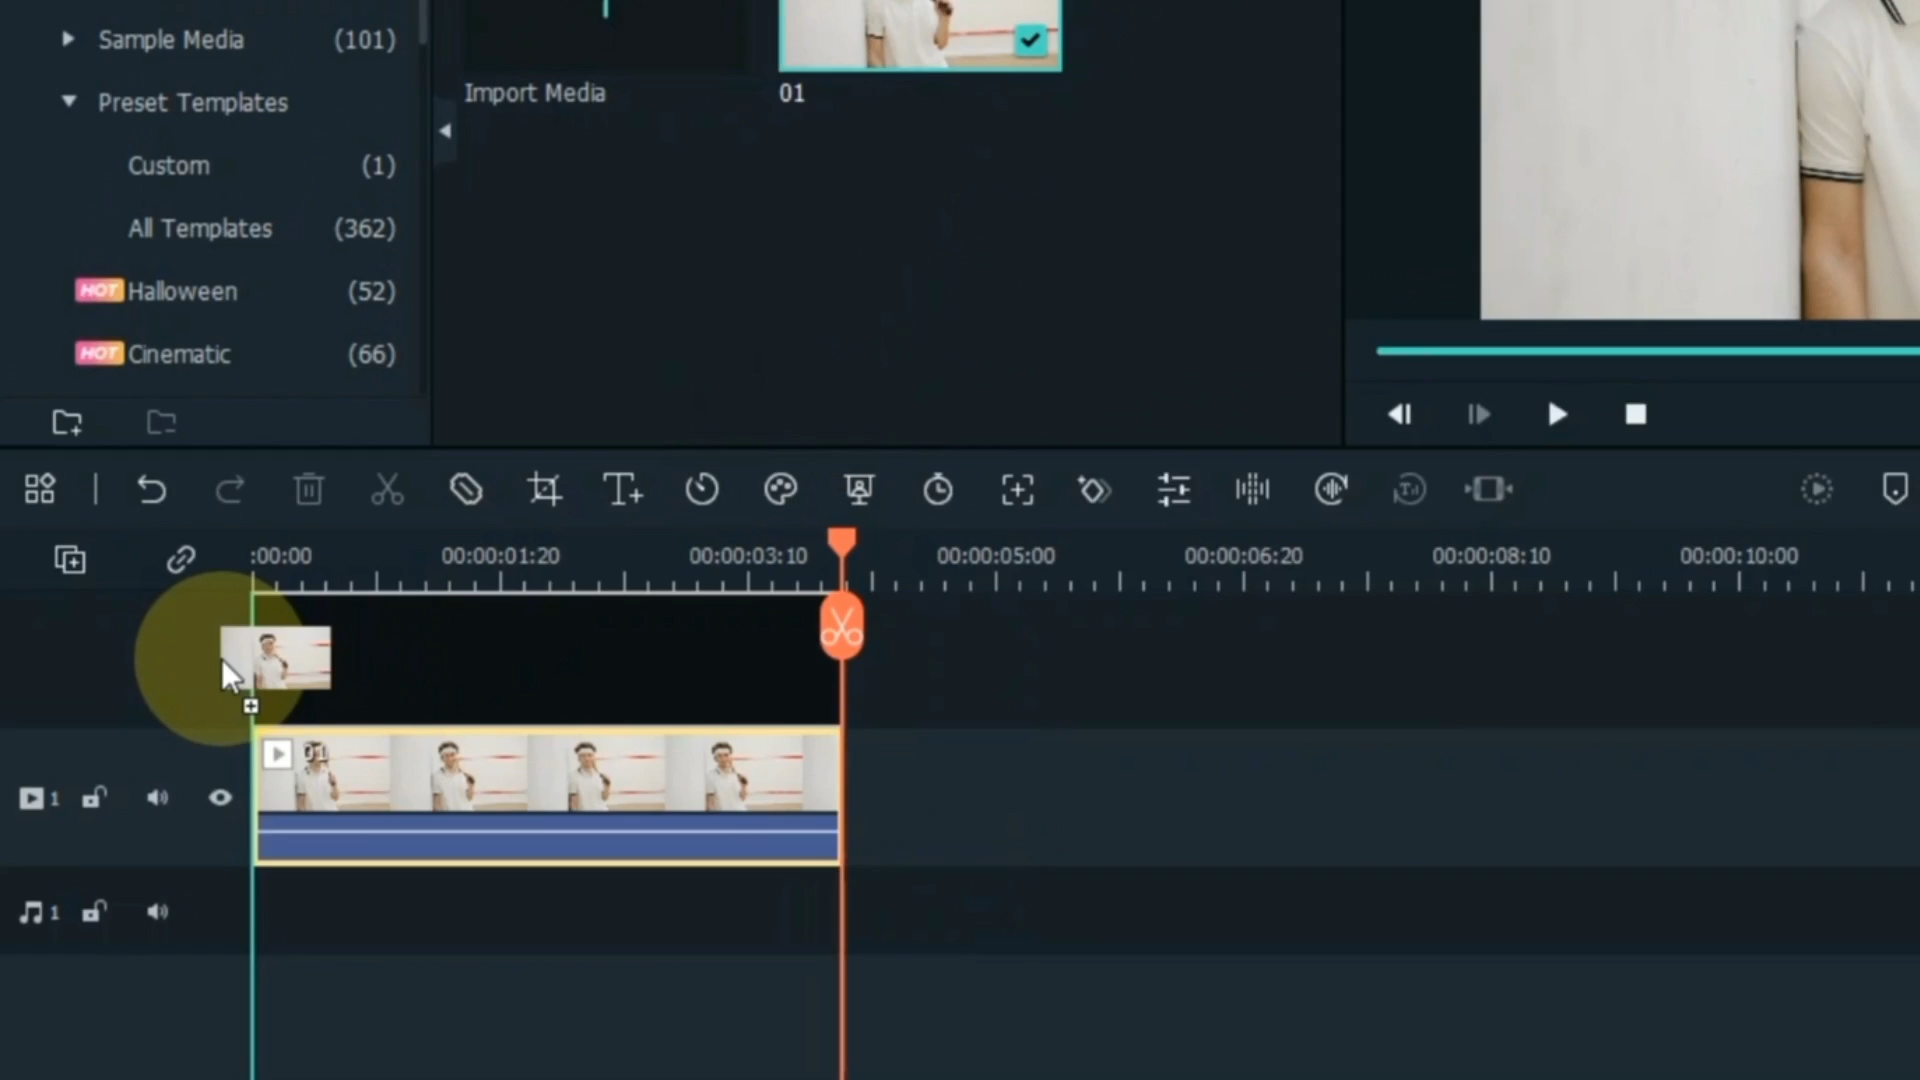 Sample Media (101)
Preset Templates
Custom (1)
All Templates (362)
HOT Halloween (52)
HOT Cinematic (66)
Import Media
01
:00:00 00:00:01:20 00:00:03:10 00:00:05:00 00:00:06:20 00:00:08:10 00:00:10:00
01
1
1